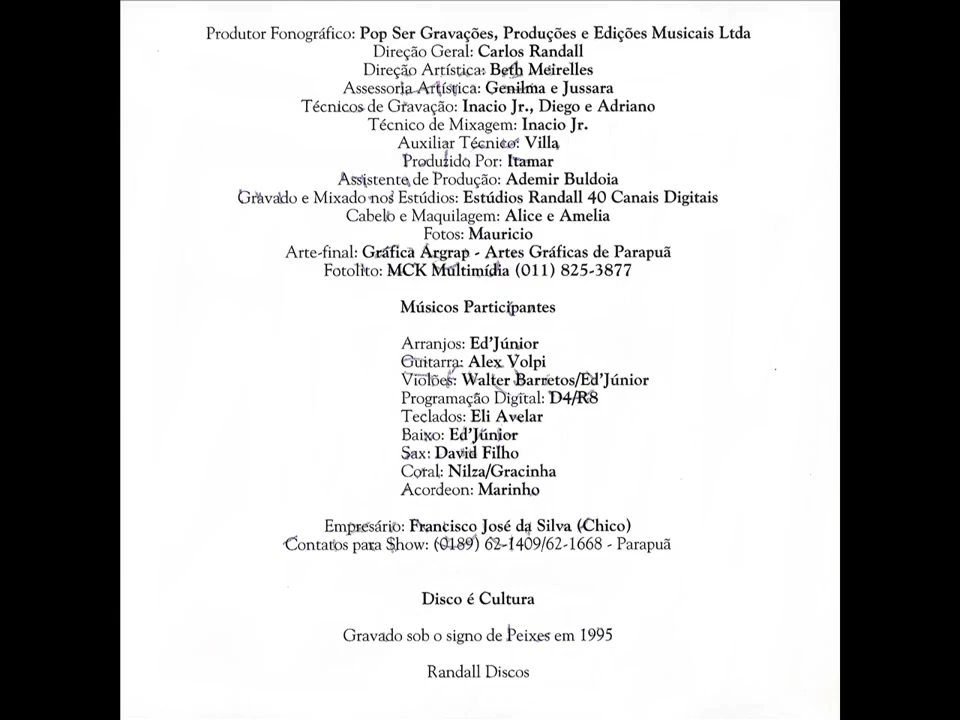 Produtor Fonográfico: Pop Ser Gravações, Produções e Edições Musicais Ltda
Direção Geral: Carlos Randall
Direção Artística: Beth Meirelles
Assessoria Artística: Genilma e Jussara
Técnicos de Gravação: Inacio Jr., Diego e Adriano
Técnico de Mixagem: Inacio Jr.
Auxiliar Técnico: Villa
Produzido Por: Itamar
Assistente de Produção: Ademir Buldoia
Gravado e Mixado nos Estúdios: Estúdios Randall 40 Canais Digitais
Cabelo e Maquilagem: Alice e Amelia
Fotos: Mauricio
Arte-final: Gráfica Argrap - Artes Gráficas de Parapuã
Fotolito: MCK Multimídia (011) 825-3877
Músicos Participantes
Arranjos: Ed'Júnior
Guitarra: Alex Volpi
Violões: Walter Barretos/Ed'Júnior
Programação Digital: D4/R8
Teclados: Eli Avelar
Baixo: Ed'Júnior
Sax: David Filho
Coral: Nilza/Gracinha
Acordeon: Marinho
Empresário: Francisco José da Silva (Chico)
Contatos para Show: (0189) 62-1409/62-1668 - Parapuã
Disco é Cultura
Gravado sob o signo de Peixes em 1995
Randall Discos